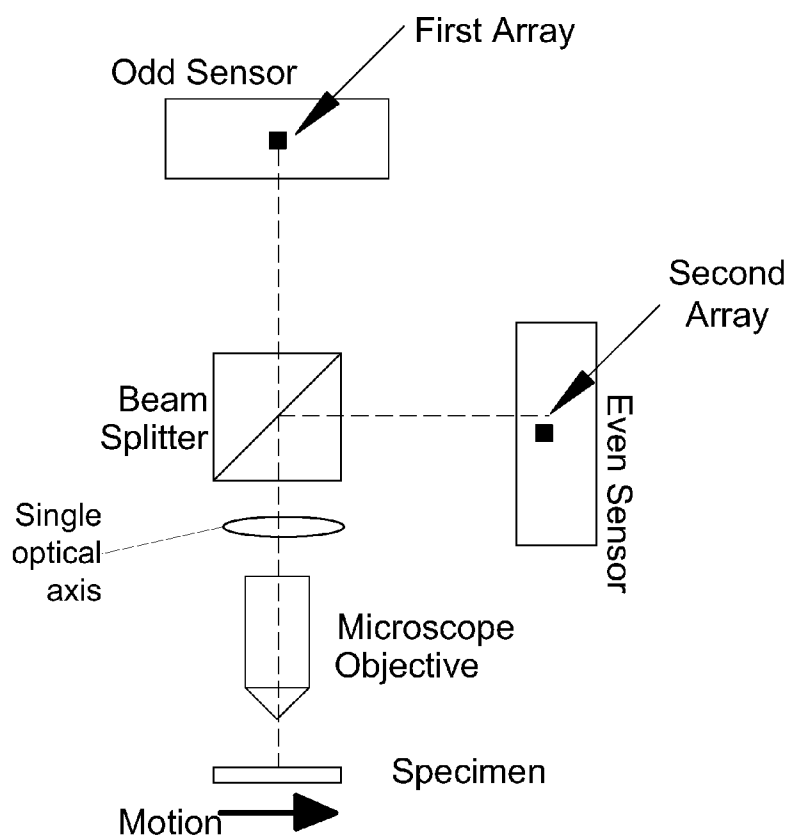 First Array
Odd Sensor
Second
Array
Beam
Splitter
Even Sensor
Single
optical
axis
Microscope
Objective
Specimen
Motion